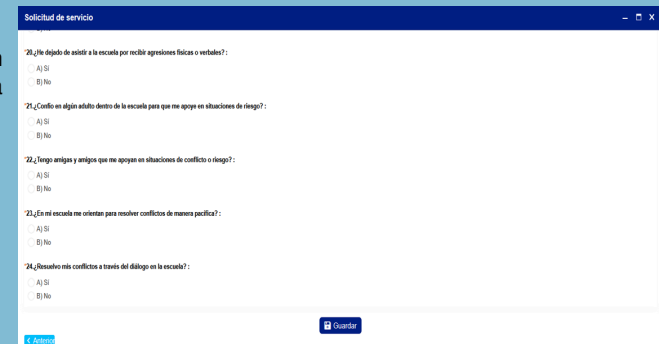 Solicitud de servicio
*20.¿He dejado de asistir a la escuela por recibir agresiones físicas o verbales? :
A) Sí
B) No
*21.¿Confío en algún adulto dentro de la escuela para que me apoye en situaciones de riesgo? :
A) Sí
B) No
*22.¿Tengo amigas y amigos que me apoyan en situaciones de conflicto o riesgo? :
A) Sí
B) No
*23.¿En mi escuela me orientan para resolver conflictos de manera pacífica? :
A) Sí
B) No
*24.¿Resuelvo mis conflictos a través del diálogo en la escuela? :
A) Sí
B) No
Guardar
< Anterior